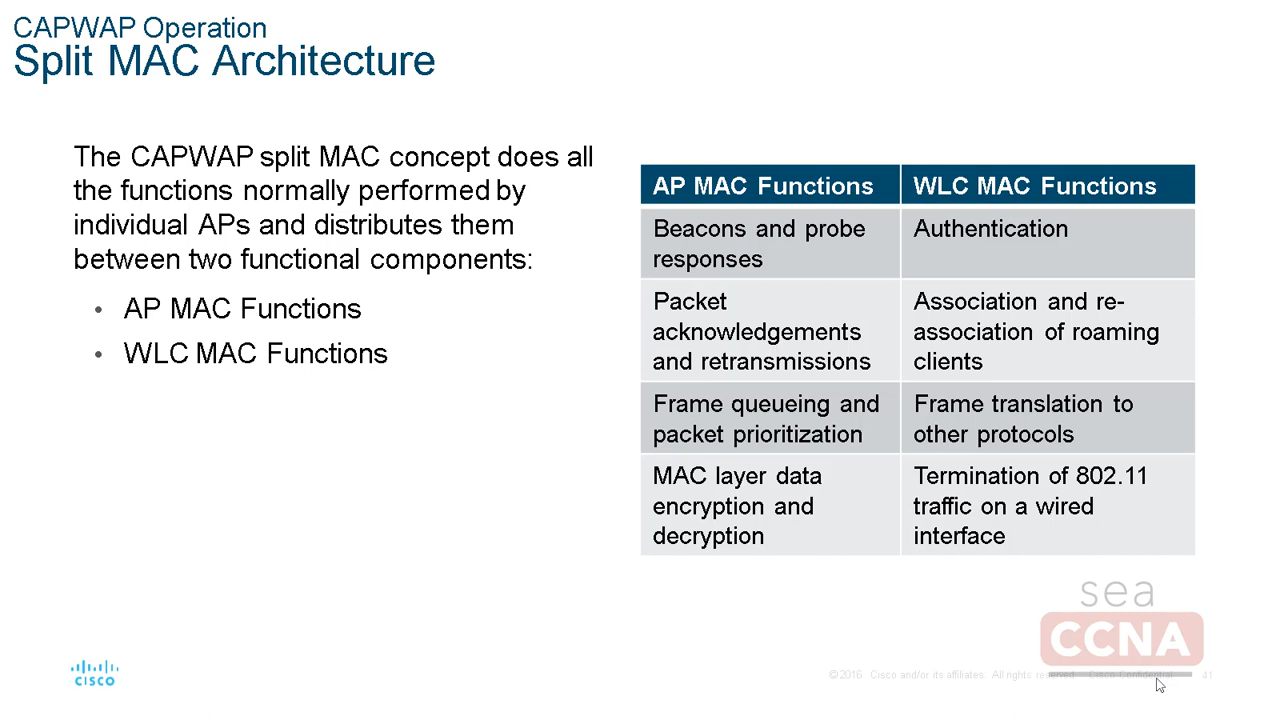 CAPWAP Operation
Split MAC Architecture
The CAPWAP split MAC concept does all
the functions normally performed by
individual APs and distributes them
between two functional components:
• AP MAC Functions
• WLC MAC Functions
AP MAC Functions
WLC MAC Functions
Beacons and probe
responses
Authentication
Packet
acknowledgements
and retransmissions
Association and re-
association of roaming
clients
Frame queueing and
packet prioritization
Frame translation to
other protocols
MAC layer data
encryption and
decryption
Termination of 802.11
traffic on a wired
interface
sea
CCNA
CISCO
© 2016 Cisco and/or its affiliates. All rights reserved. Cisco Confidential
41